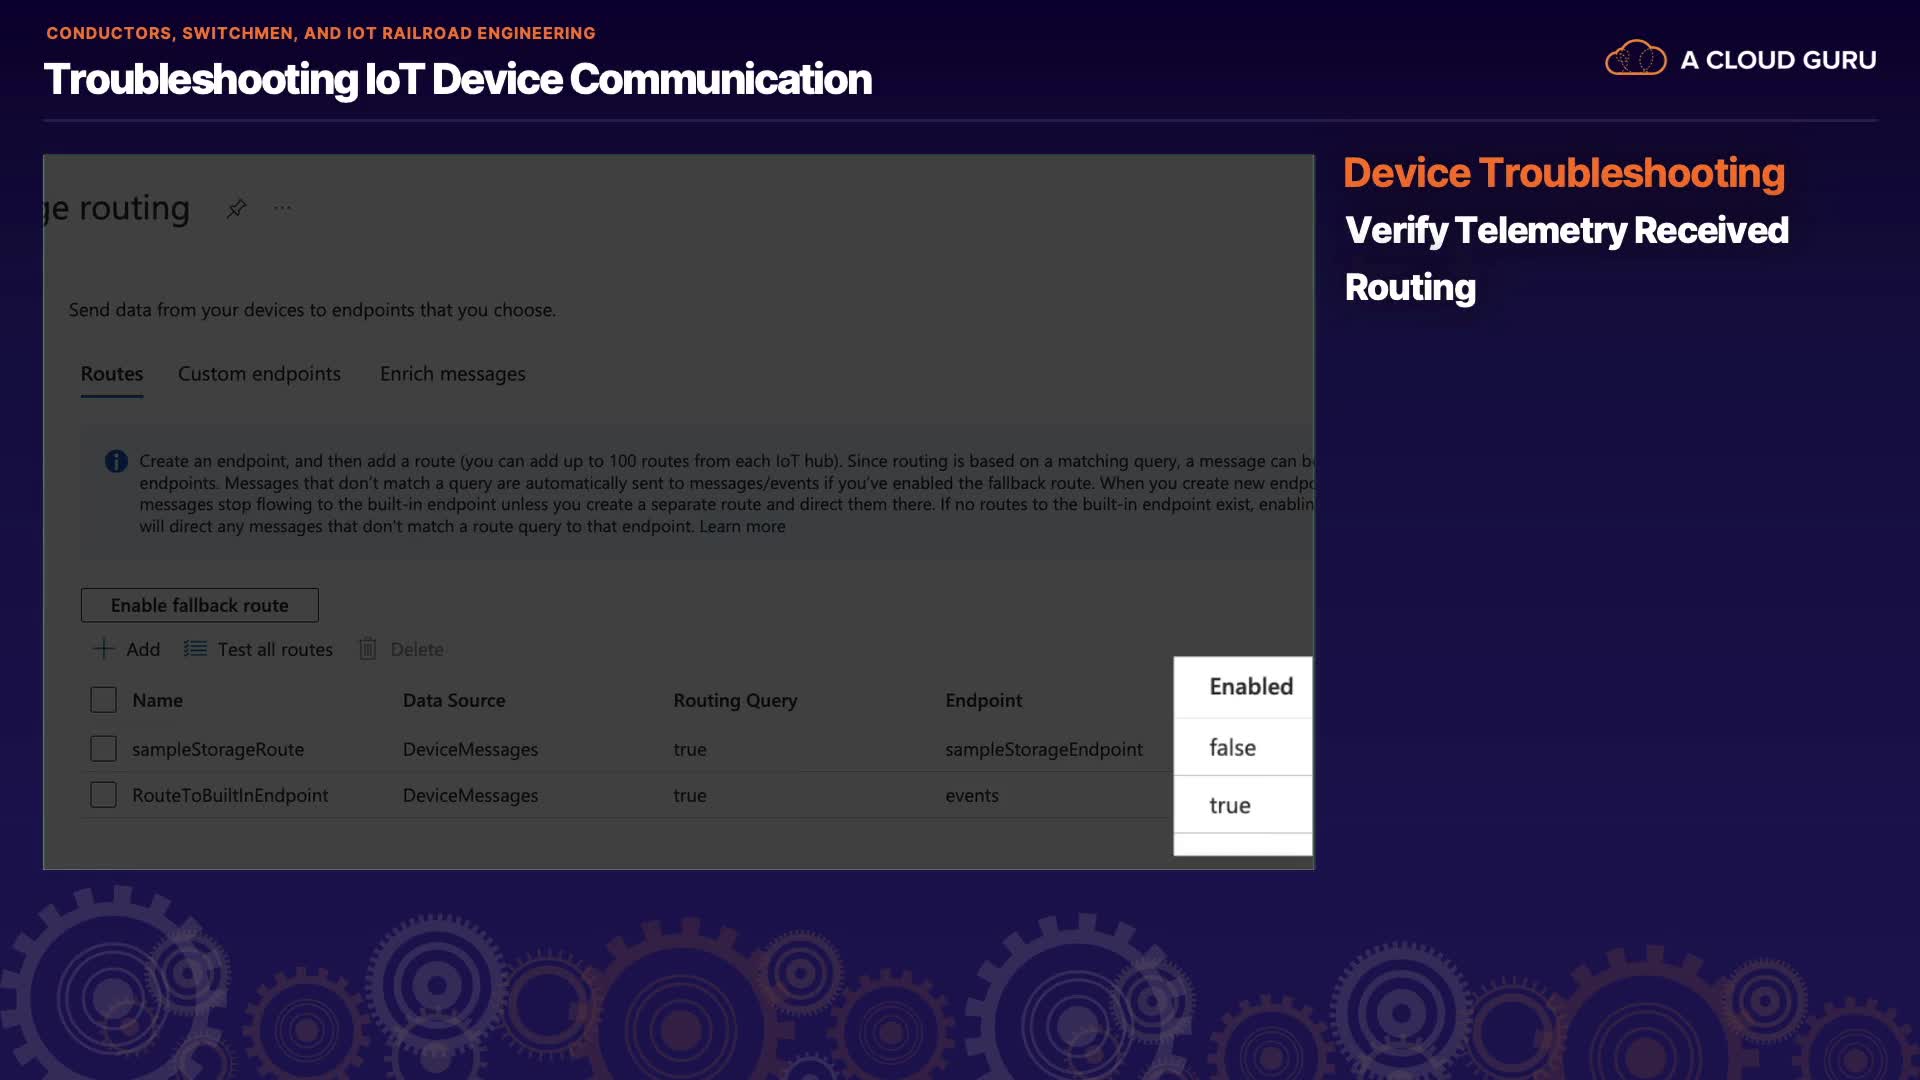 CONDUCTORS, SWITCHMEN, AND IOT RAILROAD ENGINEERING
Troubleshooting IoT Device Communication
A CLOUD GURU
ge routing
Send data from your devices to endpoints that you choose.
Routes Custom endpoints Enrich messages
Create an endpoint, and then add a route (you can add up to 100 routes from each IoT hub). Since routing is based on a matching query, a message can b
endpoints. Messages that don't match a query are automatically sent to messages/events if you've enabled the fallback route. When you create new endpo
messages stop flowing to the built-in endpoint unless you create a separate route and direct them there. If no routes to the built-in endpoint exist, enablin
will direct any messages that don't match a route query to that endpoint. Learn more
Enable fallback route
Add Test all routes Delete
Name Data Source Routing Query Endpoint Enabled
sampleStorageRoute DeviceMessages true sampleStorageEndpoint false
RouteToBuiltInEndpoint DeviceMessages true events true
Device Troubleshooting
Verify Telemetry Received
Routing